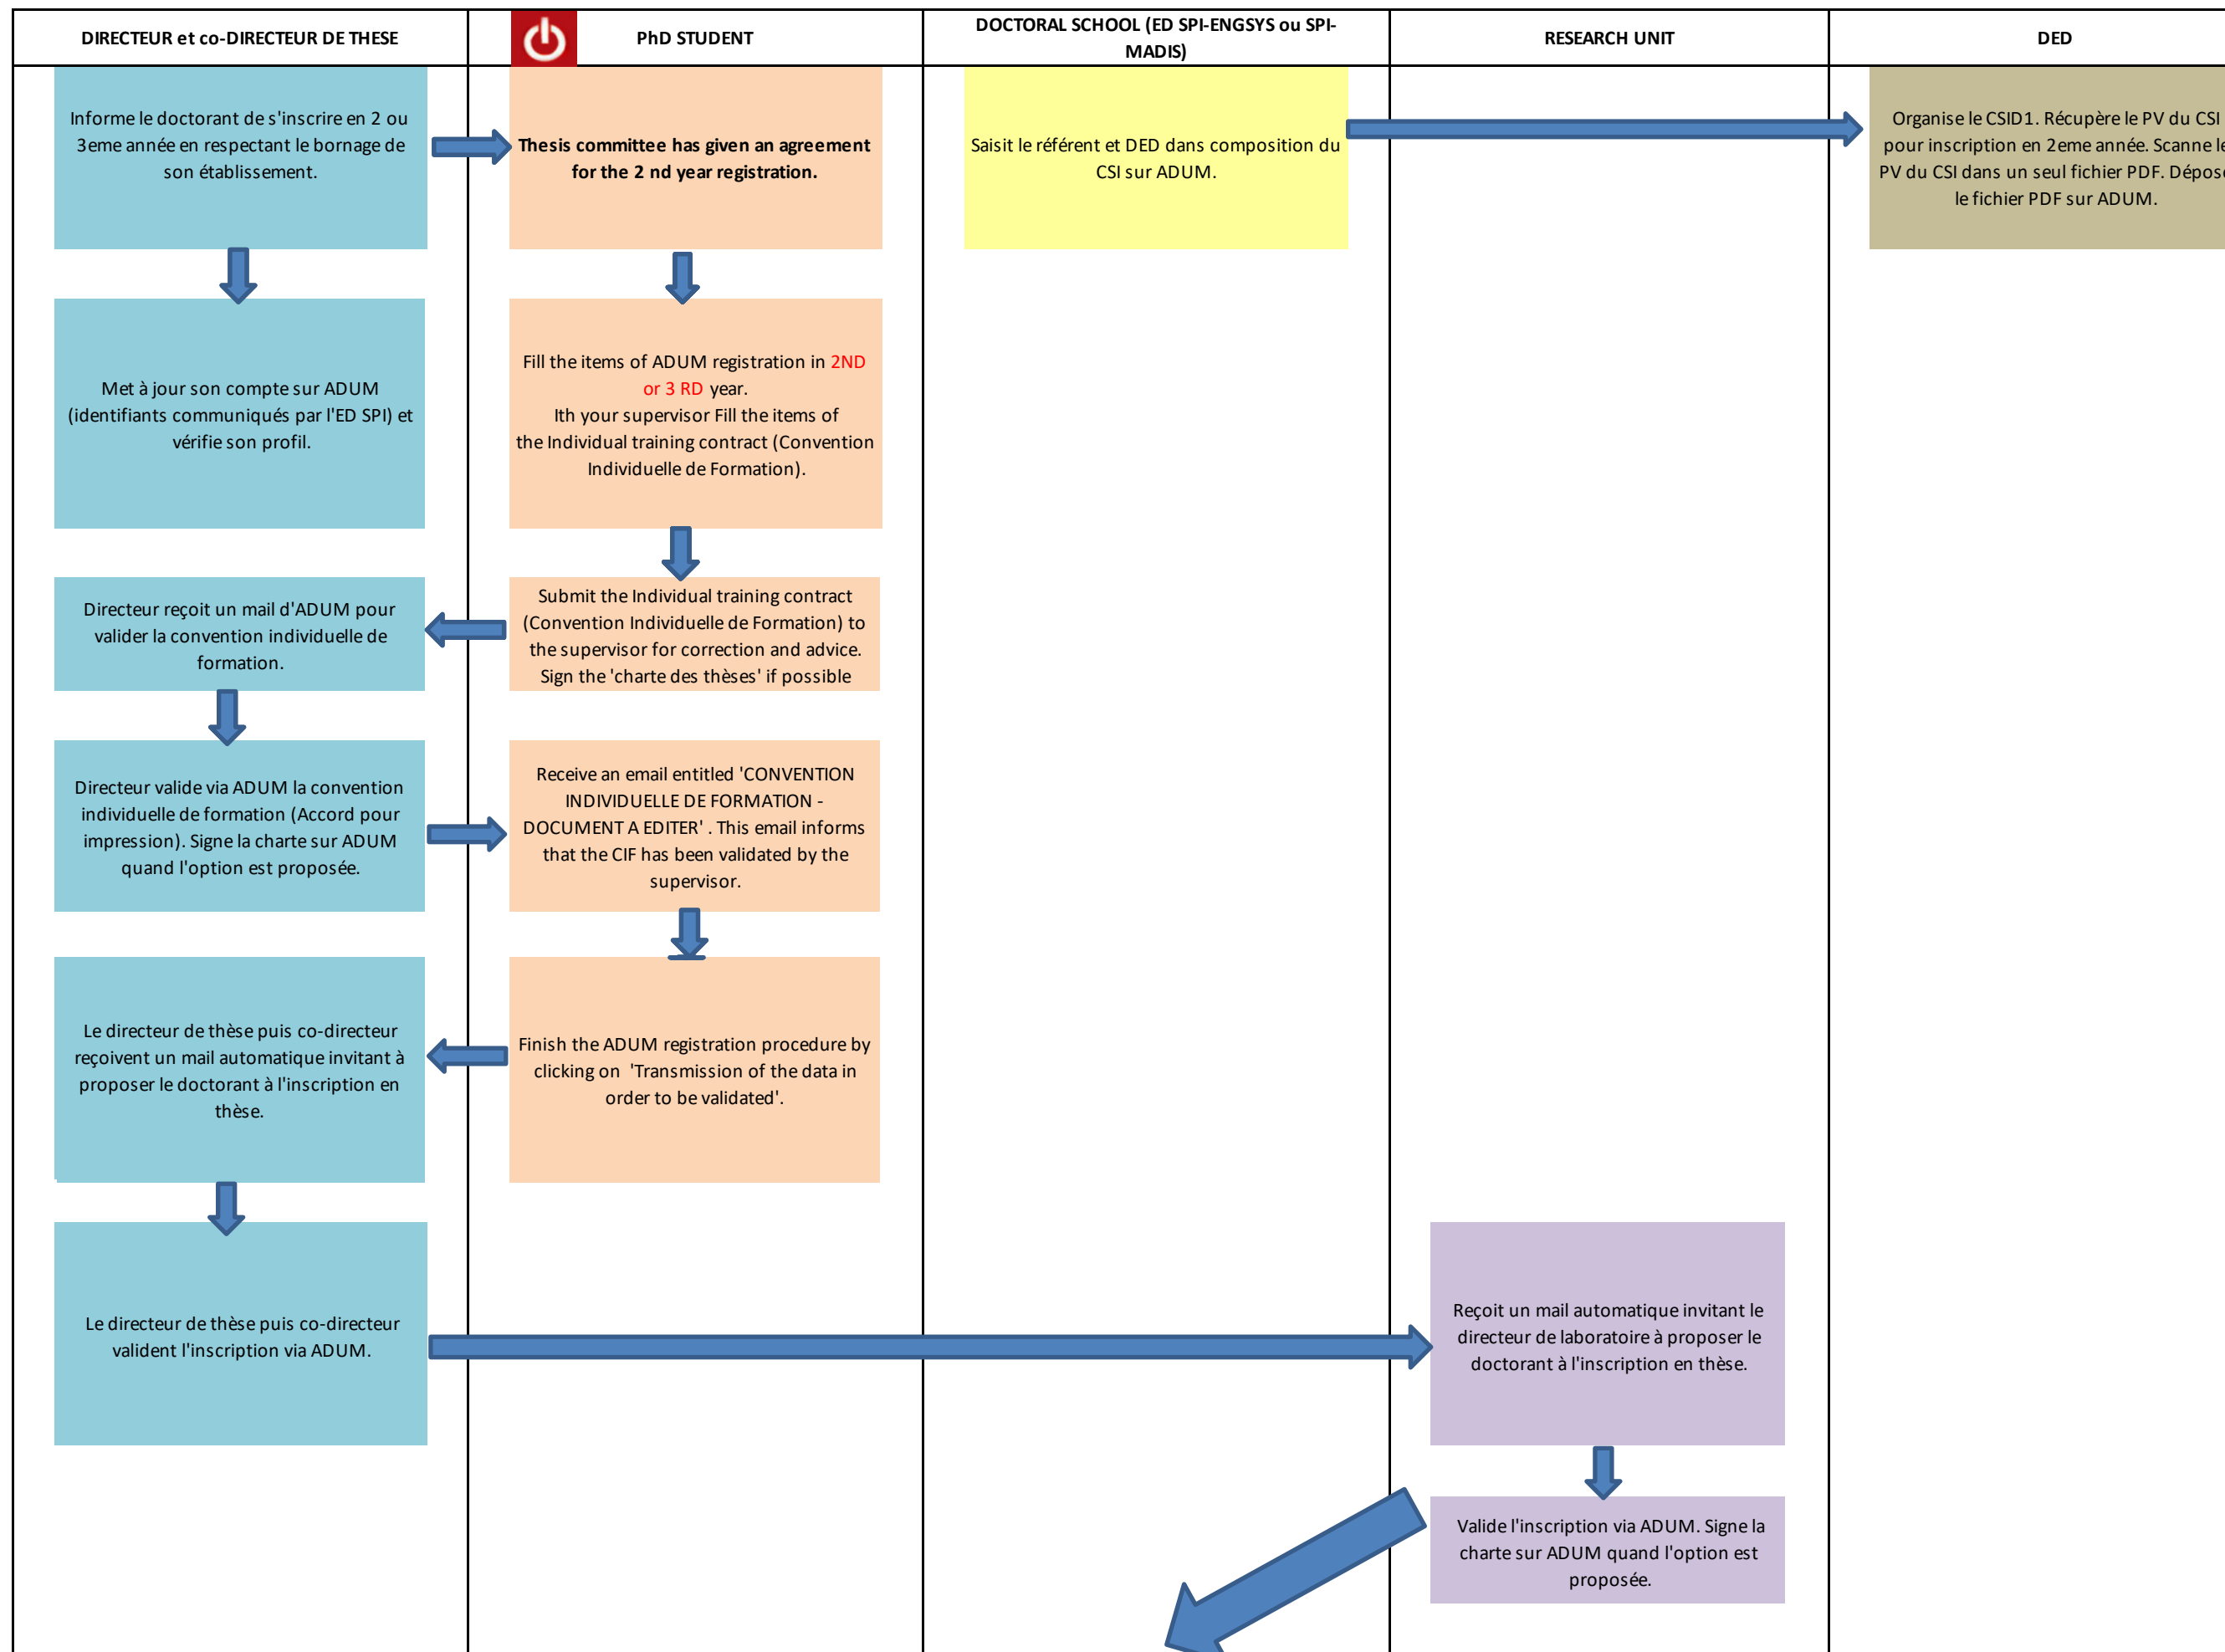 DIRECTEUR et co-DIRECTEUR DE THESE
PhD STUDENT
DOCTORAL SCHOOL (ED SPI-ENGSYS ou SPI-
MADIS)
RESEARCH UNIT
DED
Informe le doctorant de s'inscrire en 2 ou
3eme année en respectant le bornage de
son établissement.
Thesis committee has given an agreement
for the 2 nd year registration.
Saisit le référent et DED dans composition du
CSI sur ADUM.
Organise le CSID1. Récupère le PV du CSI
pour inscription en 2eme année. Scanne le
PV du CSI dans un seul fichier PDF. Dépose
le fichier PDF sur ADUM.
Met à jour son compte sur ADUM
(identifiants communiqués par l'ED SPI) et
vérifie son profil.
Fill the items of ADUM registration in 2ND
or 3 RD year.
Ith your supervisor Fill the items of
the Individual training contract (Convention
Individuelle de Formation).
Directeur reçoit un mail d'ADUM pour
valider la convention individuelle de
formation.
Submit the Individual training contract
(Convention Individuelle de Formation) to
the supervisor for correction and advice.
Sign the 'charte des thèses' if possible
Directeur valide via ADUM la convention
individuelle de formation (Accord pour
impression). Signe la charte sur ADUM
quand l'option est proposée.
Receive an email entitled 'CONVENTION
INDIVIDUELLE DE FORMATION -
DOCUMENT A EDITER' . This email informs
that the CIF has been validated by the
supervisor.
Le directeur de thèse puis co-directeur
reçoivent un mail automatique invitant à
proposer le doctorant à l'inscription en
thèse.
Finish the ADUM registration procedure by
clicking on 'Transmission of the data in
order to be validated'.
Le directeur de thèse puis co-directeur
valident l'inscription via ADUM.
Reçoit un mail automatique invitant le
directeur de laboratoire à proposer le
doctorant à l'inscription en thèse.
Valide l'inscription via ADUM. Signe la
charte sur ADUM quand l'option est
proposée.